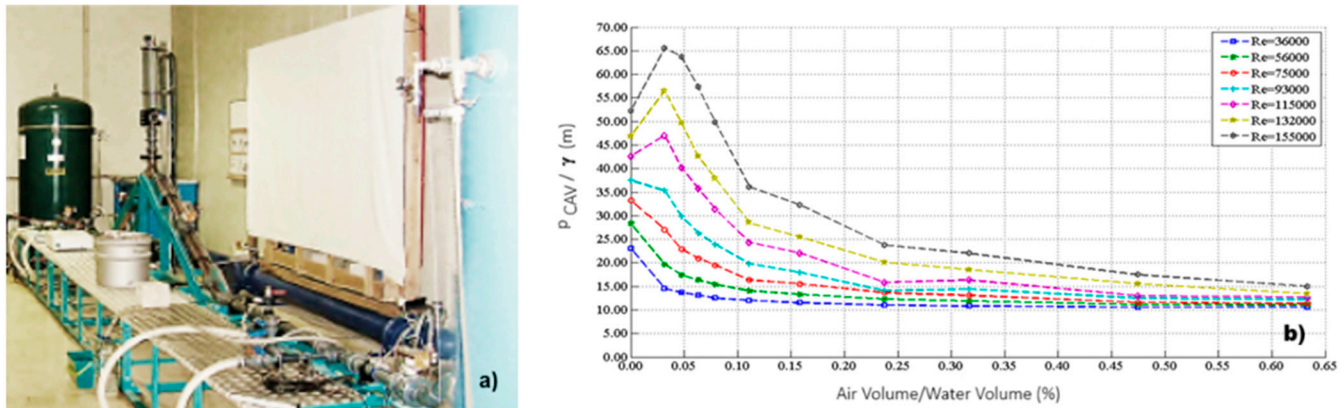 a)
70.00
65.00
60.00
55.00
50.00
45.00
40.00
35.00
30.00
25.00
20.00
15.00
10.00
5.00
0.00
P CAV / γ (m)
Re=36000
Re=56000
Re=75000
Re=93000
Re=115000
Re=132000
Re=155000
b)
0.00 0.05 0.10 0.15 0.20 0.25 0.30 0.35 0.40 0.45 0.50 0.55 0.60 0.65
Air Volume/Water Volume (%)